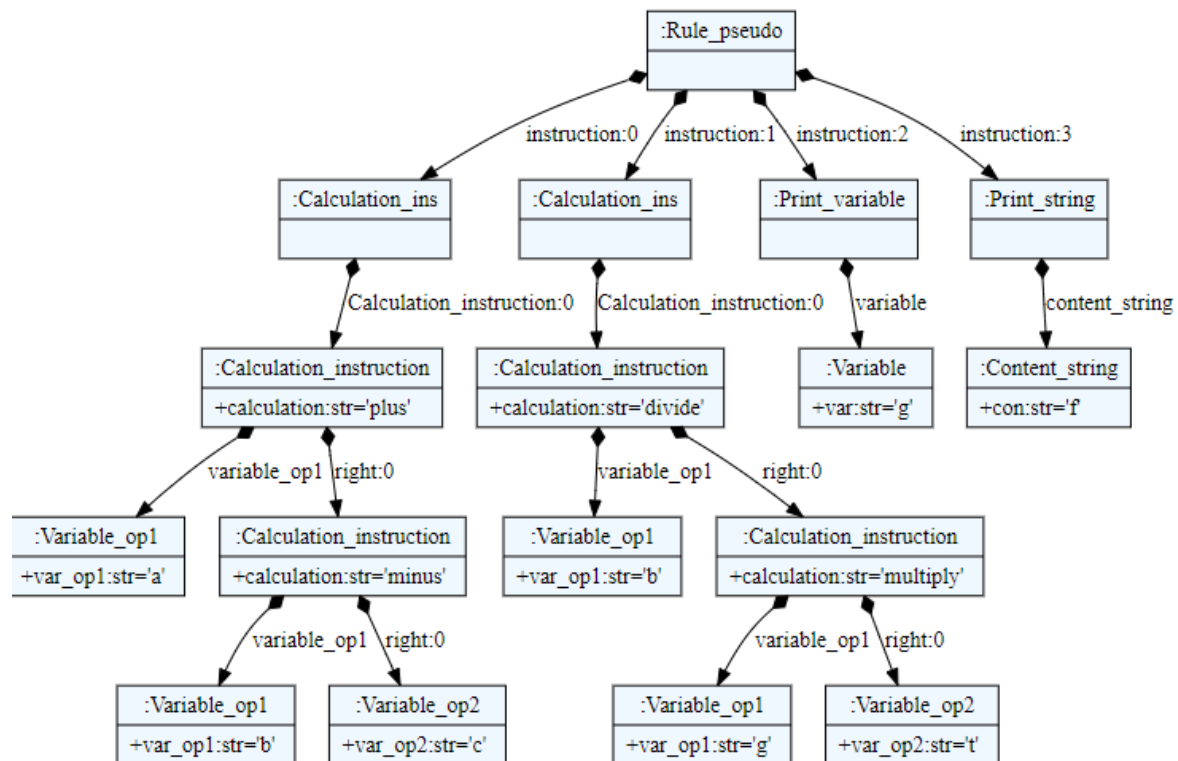 :Rule_pseudo
instruction:0
instruction:1
instruction:2
instruction:3
:Calculation_ins
:Calculation_ins
:Print_variable
:Print_string
Calculation_instruction:0
Calculation_instruction:0
variable
content_string
:Calculation_instruction
+calculation:str='plus'
:Calculation_instruction
+calculation:str='divide'
:Variable
+var:str='g'
:Content_string
+con:str='f'
variable_op1
right:0
variable_op1
right:0
:Variable_op1
+var_op1:str='a'
:Calculation_instruction
+calculation:str='minus'
:Variable_op1
+var_op1:str='b'
:Calculation_instruction
+calculation:str='multiply'
variable_op1
right:0
variable_op1
right:0
:Variable_op1
+var_op1:str='b'
:Variable_op2
+var_op2:str='c'
:Variable_op1
+var_op1:str='g'
:Variable_op2
+var_op2:str='t'